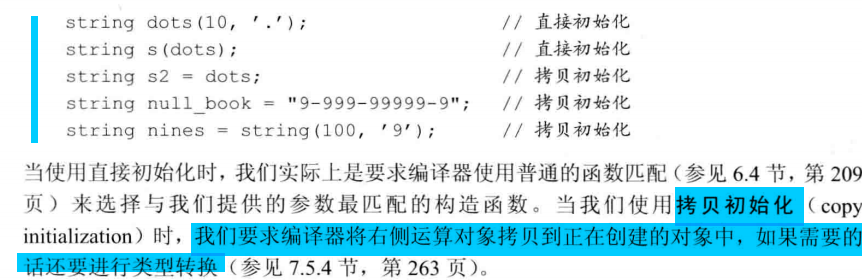 string dots(10, '.');                // 直接初始化
string s(dots);                      // 直接初始化
string s2 = dots;                    // 拷贝初始化
string null_book = "9-999-99999-9";  // 拷贝初始化
string nines = string(100, '9');     // 拷贝初始化
当使用直接初始化时，我们实际上是要求编译器使用普通的函数匹配（参见 6.4 节，第 209
页）来选择与我们提供的参数最匹配的构造函数。当我们使用拷贝初始化（copy
initialization）时，我们要求编译器将右侧运算对象拷贝到正在创建的对象中，如果需要的
话还要进行类型转换（参见 7.5.4 节，第 263 页）。